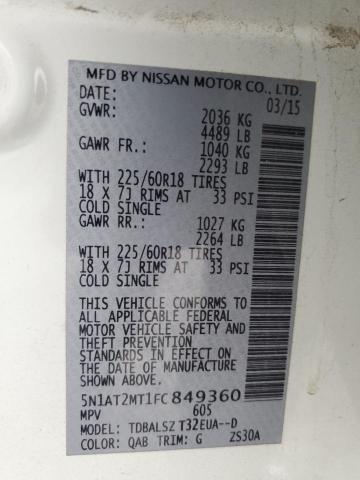 MFD BY NISSAN MOTOR CO., LTD.
DATE: 03/15
GVWR: 2036 KG
4489 LB
GAWR FR.: 1040 KG
2293 LB
WITH 225/60R18 TIRES
18 X 7J RIMS AT 33 PSI
COLD SINGLE
GAWR RR.: 1027 KG
2264 LB
WITH 225/60R18 TIRES
18 X 7J RIMS AT 33 PSI
COLD SINGLE
THIS VEHICLE CONFORMS TO
ALL APPLICABLE FEDERAL
MOTOR VEHICLE SAFETY AND
THEFT PREVENTION
STANDARDS IN EFFECT ON
THE DATE OF MANUFACTURE
SHOWN ABOVE.
5N1AT2MT1FC849360
MPV 605
MODEL: TDBALSZ T32EUA--D
COLOR: QAB TRIM: G ZS30A